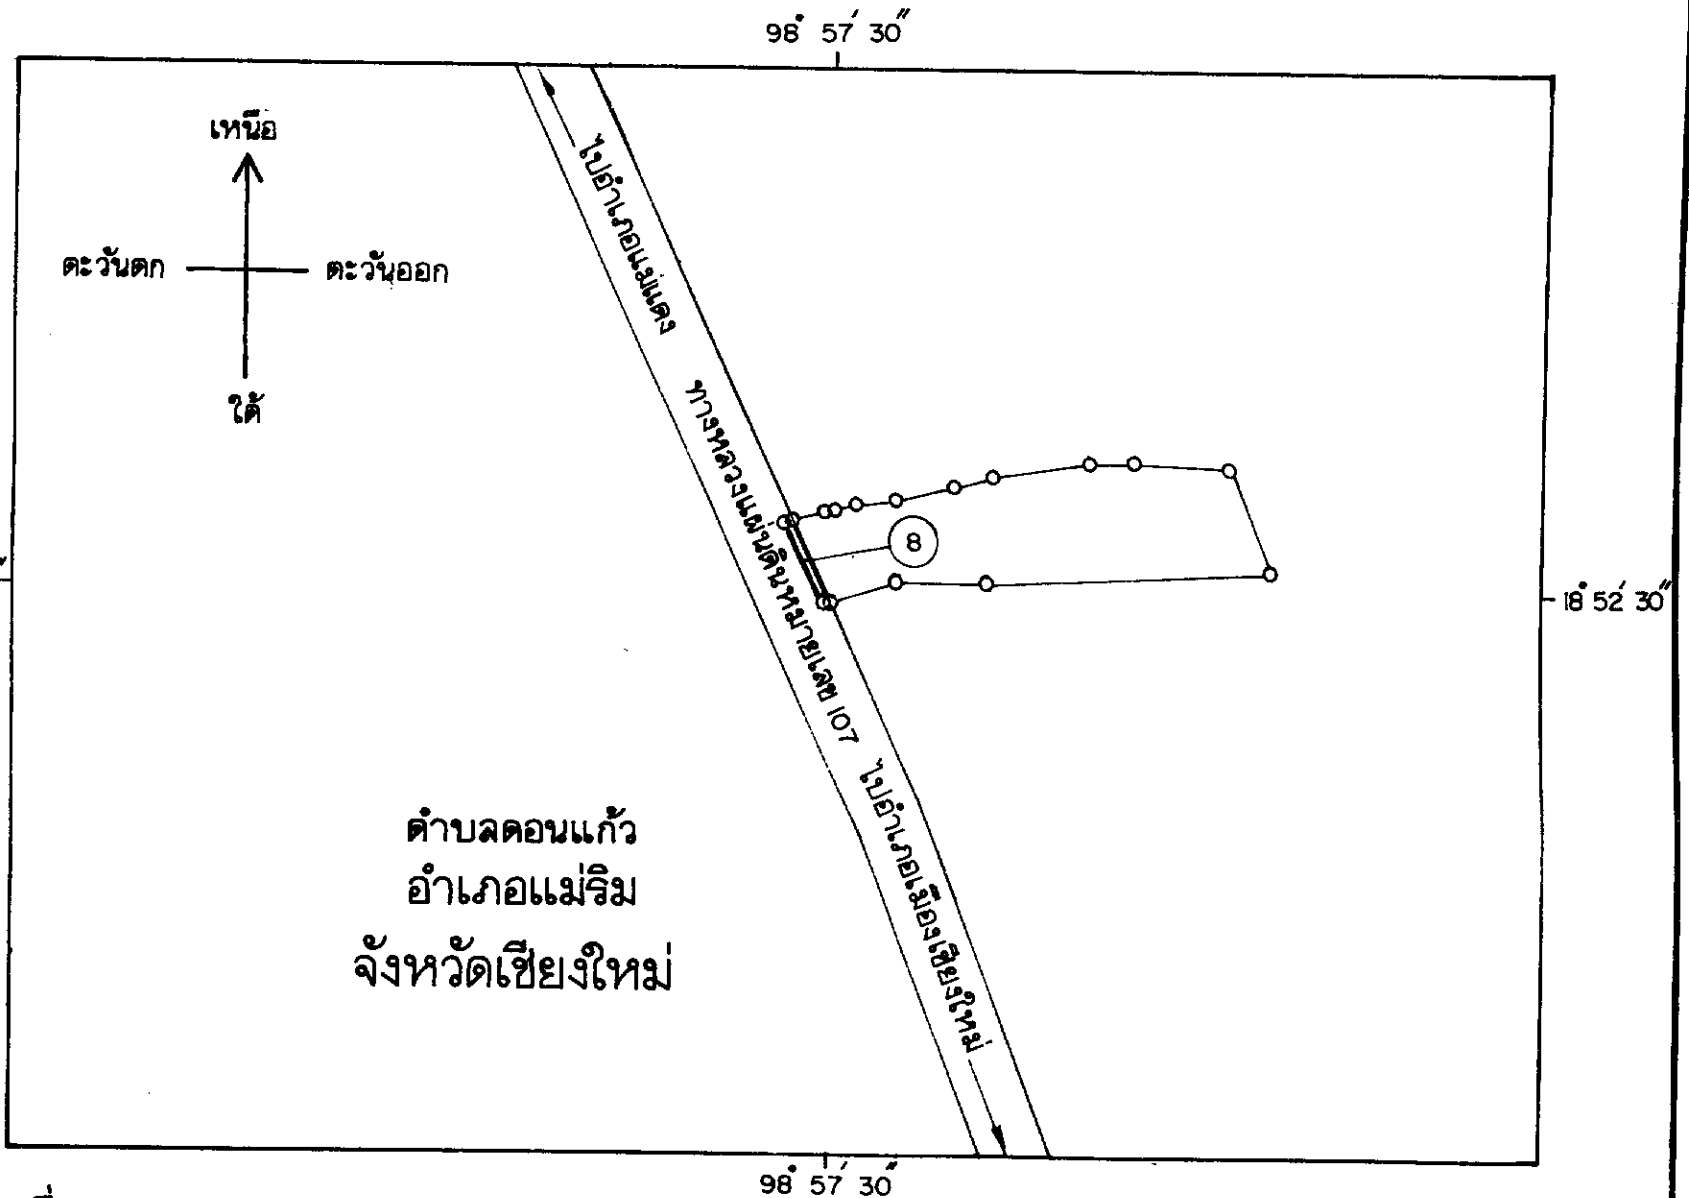 98° 57′ 30″
เหนือ
ตะวันตก
ตะวันออก
ใต้
ไปอำเภอแม่แตง
ทางหลวงแผ่นดินหมายเลข 107
ไปอำเภอเมืองเชียงใหม่
8
18° 52′ 30″
ตำบลดอนแก้ว
อำเภอแม่ริม
จังหวัดเชียงใหม่
98° 57′ 30″